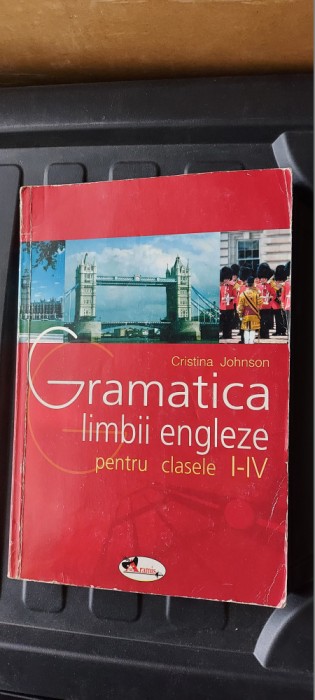 Cristina Johnson
Gramatica
limbii engleze
pentru clasele I-IV
Aramis